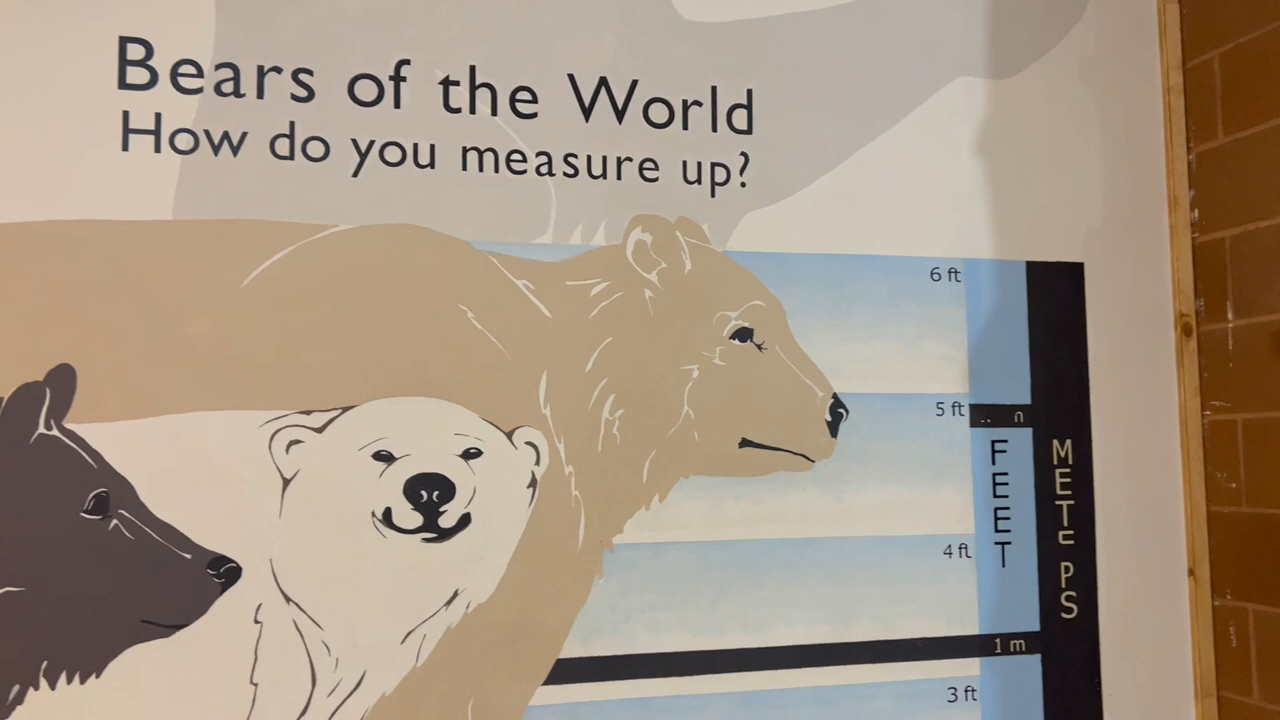 Bears of the World
How do you measure up?
6 ft
5 ft
FEET
4 ft
1 m
3 ft